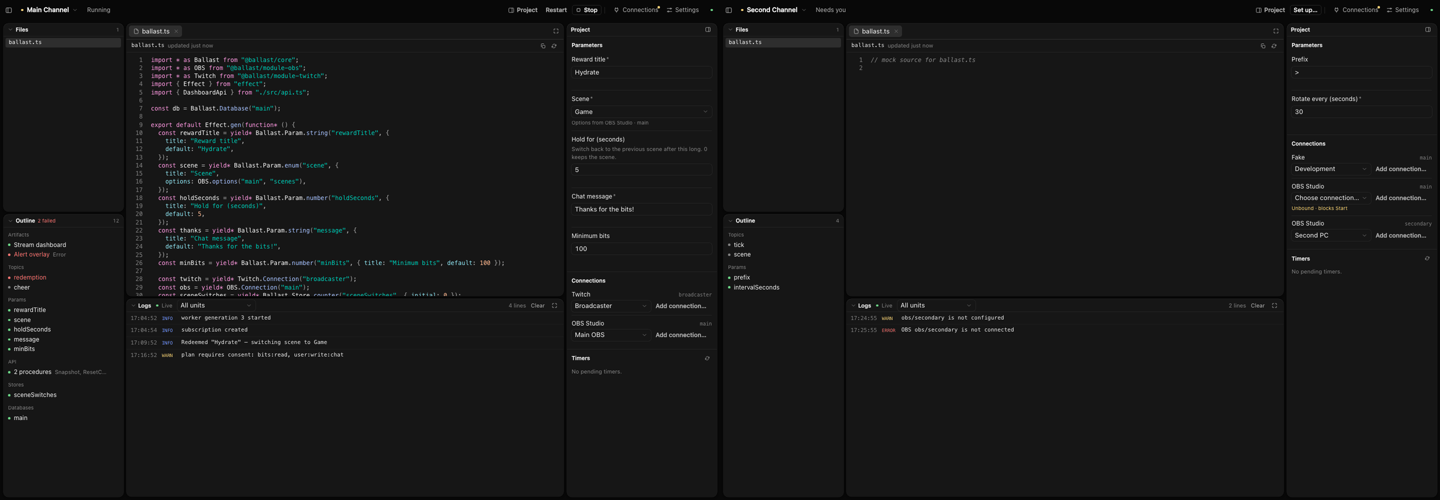 Main Channel Running Project Restart Stop Connections Settings
Files 1
ballast.ts
Outline 2 failed 12
Artifacts
Stream dashboard
Alert overlay Error
Topics
redemption
cheer
Params
rewardTitle
scene
holdSeconds
message
minBits
API
2 procedures Snapshot, ResetC...
Stores
sceneSwitches
Databases
main
ballast.ts ×
ballast.ts updated just now
1 import * as Ballast from "@ballast/core";
2 import * as OBS from "@ballast/module-obs";
3 import * as Twitch from "@ballast/module-twitch";
4 import { Effect } from "effect";
5 import { DashboardApi } from "./src/api.ts";
6
7 const db = Ballast.Database("main");
8
9 export default Effect.gen(function* () {
10 const rewardTitle = yield* Ballast.Param.string("rewardTitle", {
11 title: "Reward title",
12 default: "Hydrate",
13 });
14 const scene = yield* Ballast.Param.enum("scene", {
15 title: "Scene",
16 options: OBS.options("main", "scenes"),
17 });
18 const holdSeconds = yield* Ballast.Param.number("holdSeconds", {
19 title: "Hold for (seconds)",
20 default: 5,
21 });
22 const thanks = yield* Ballast.Param.string("message", {
23 title: "Chat message",
24 default: "Thanks for the bits!",
25 });
26 const minBits = yield* Ballast.Param.number("minBits", { title: "Minimum bits", default: 100 });
27
28 const twitch = yield* Twitch.Connection("broadcaster");
29 const obs = yield* OBS.Connection("main");
30 const sceneSwitches = yield* Ballast.Store.counter("sceneSwitches", { initial: 0 });
Logs Live All units 4 lines Clear
17:04:52 INFO worker generation 3 started
17:04:54 INFO subscription created
17:09:52 INFO Redeemed "Hydrate" — switching scene to Game
17:16:52 WARN plan requires consent: bits:read, user:write:chat
Project
Parameters
Reward title *
Hydrate
Scene *
Game
Options from OBS Studio · main
Hold for (seconds)
Switch back to the previous scene after this long. 0
keeps the scene.
5
Chat message *
Thanks for the bits!
Minimum bits
100
Connections
Twitch broadcaster
Broadcaster Add connection...
OBS Studio main
Main OBS Add connection...
Timers
No pending timers.
Second Channel Needs you Project Set up... Connections Settings
Files 1
ballast.ts
Outline 4
Topics
tick
scene
Params
prefix
intervalSeconds
ballast.ts ×
ballast.ts updated just now
1 // mock source for ballast.ts
2
Logs Live All units 2 lines Clear
17:24:55 WARN obs/secondary is not configured
17:25:55 ERROR OBS obs/secondary is not connected
Project
Parameters
Prefix
>
Rotate every (seconds) *
30
Connections
Fake main
Development Add connection...
OBS Studio main
Choose connection... Add connection...
Unbound · blocks Start
OBS Studio secondary
Second PC Add connection...
Timers
No pending timers.